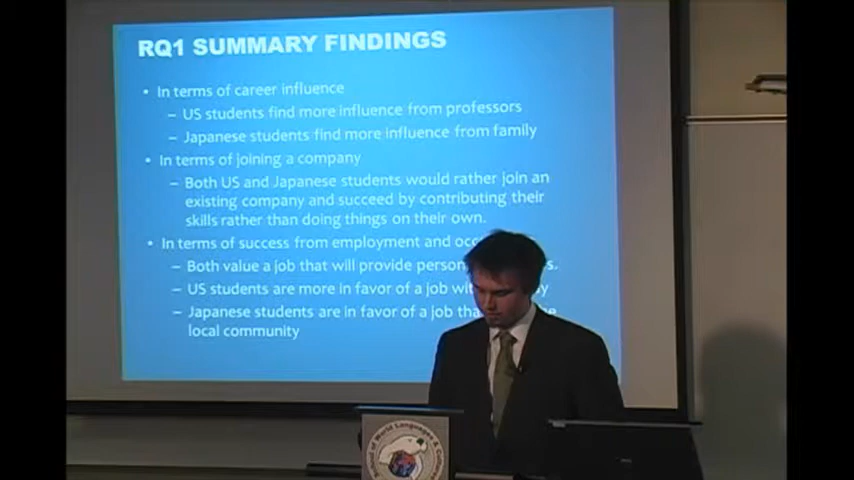 RQ1 SUMMARY FINDINGS
• In terms of career influence
– US students find more influence from professors
– Japanese students find more influence from family
• In terms of joining a company
– Both US and Japanese students would rather join an
existing company and succeed by contributing their
skills rather than doing things on their own.
• In terms of success from employment and
– Both value a job that will provide
– US students are more in favor of a job
– Japanese students are in favor of a job
local community
of World Languages &